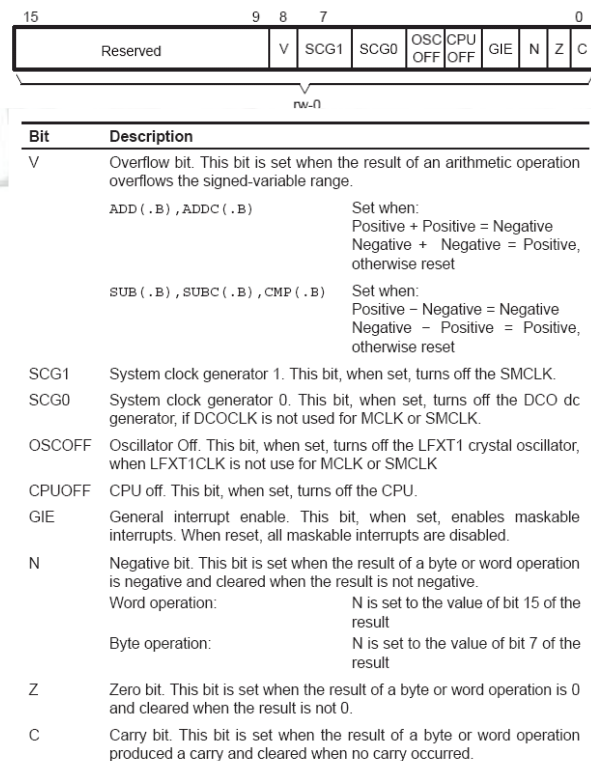 15 9 8 7 0
Reserved V SCG1 SCG0 OSC OFF CPU OFF GIE N Z C
rw-0
Bit Description
V Overflow bit. This bit is set when the result of an arithmetic operation
overflows the signed-variable range.
ADD(.B),ADDC(.B) Set when:
Positive + Positive = Negative
Negative + Negative = Positive,
otherwise reset
SUB(.B),SUBC(.B),CMP(.B) Set when:
Positive − Negative = Negative
Negative − Positive = Positive,
otherwise reset
SCG1 System clock generator 1. This bit, when set, turns off the SMCLK.
SCG0 System clock generator 0. This bit, when set, turns off the DCO dc
generator, if DCOCLK is not used for MCLK or SMCLK.
OSCOFF Oscillator Off. This bit, when set, turns off the LFXT1 crystal oscillator,
when LFXT1CLK is not use for MCLK or SMCLK
CPUOFF CPU off. This bit, when set, turns off the CPU.
GIE General interrupt enable. This bit, when set, enables maskable
interrupts. When reset, all maskable interrupts are disabled.
N Negative bit. This bit is set when the result of a byte or word operation
is negative and cleared when the result is not negative.
Word operation: N is set to the value of bit 15 of the
result
Byte operation: N is set to the value of bit 7 of the
result
Z Zero bit. This bit is set when the result of a byte or word operation is 0
and cleared when the result is not 0.
C Carry bit. This bit is set when the result of a byte or word operation
produced a carry and cleared when no carry occurred.